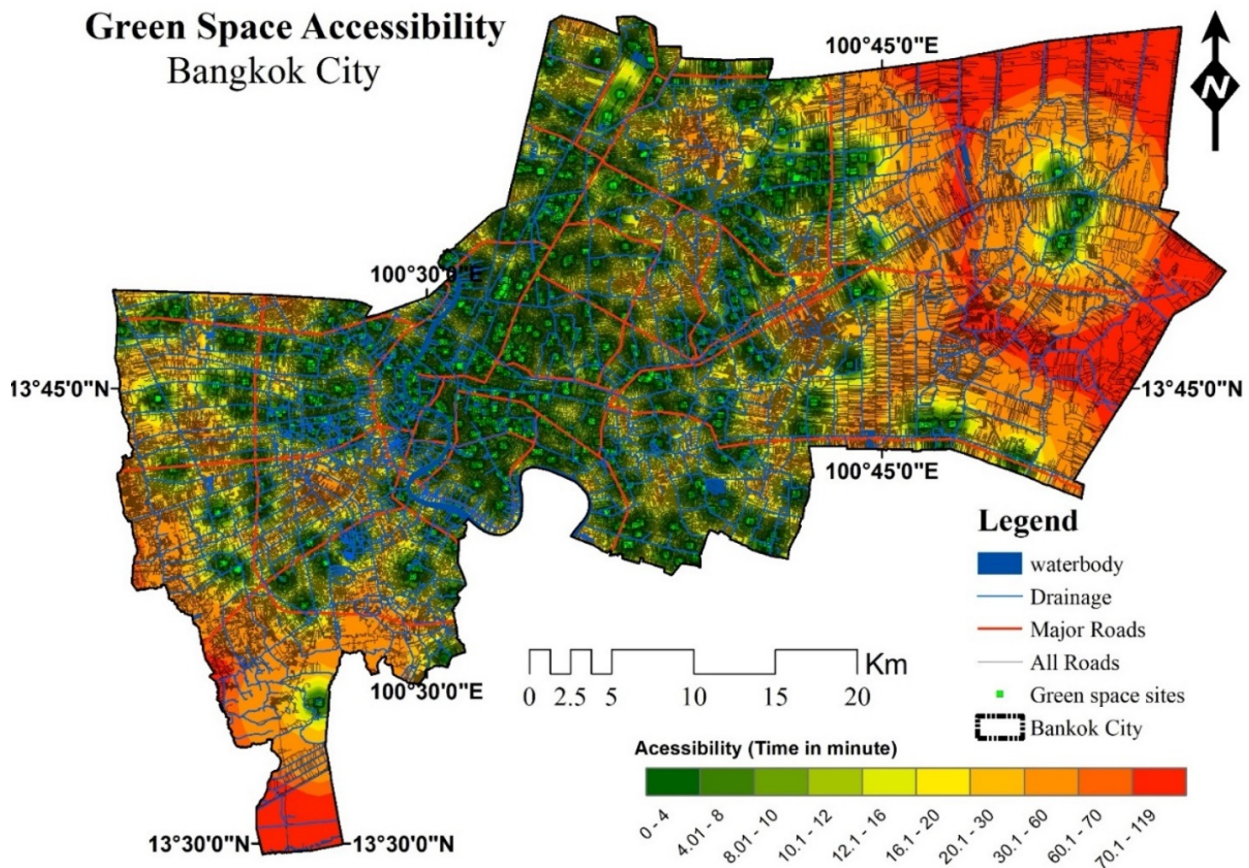 Green Space Accessibility
Bangkok City
100°45'0"E
N
100°30'0"E
13°45'0"N
13°45'0"N
100°45'0"E
Legend
waterbody
Drainage
Major Roads
All Roads
Green space sites
Bankok City
Km
0 2.5 5 10 15 20
100°30'0"E
Acessibility (Time in minute)
0 - 4
4.01 - 8
8.01 - 10
10.1 - 12
12.1 - 16
16.1 - 20
20.1 - 30
30.1 - 60
60.1 - 70
70.1 - 119
13°30'0"N
13°30'0"N